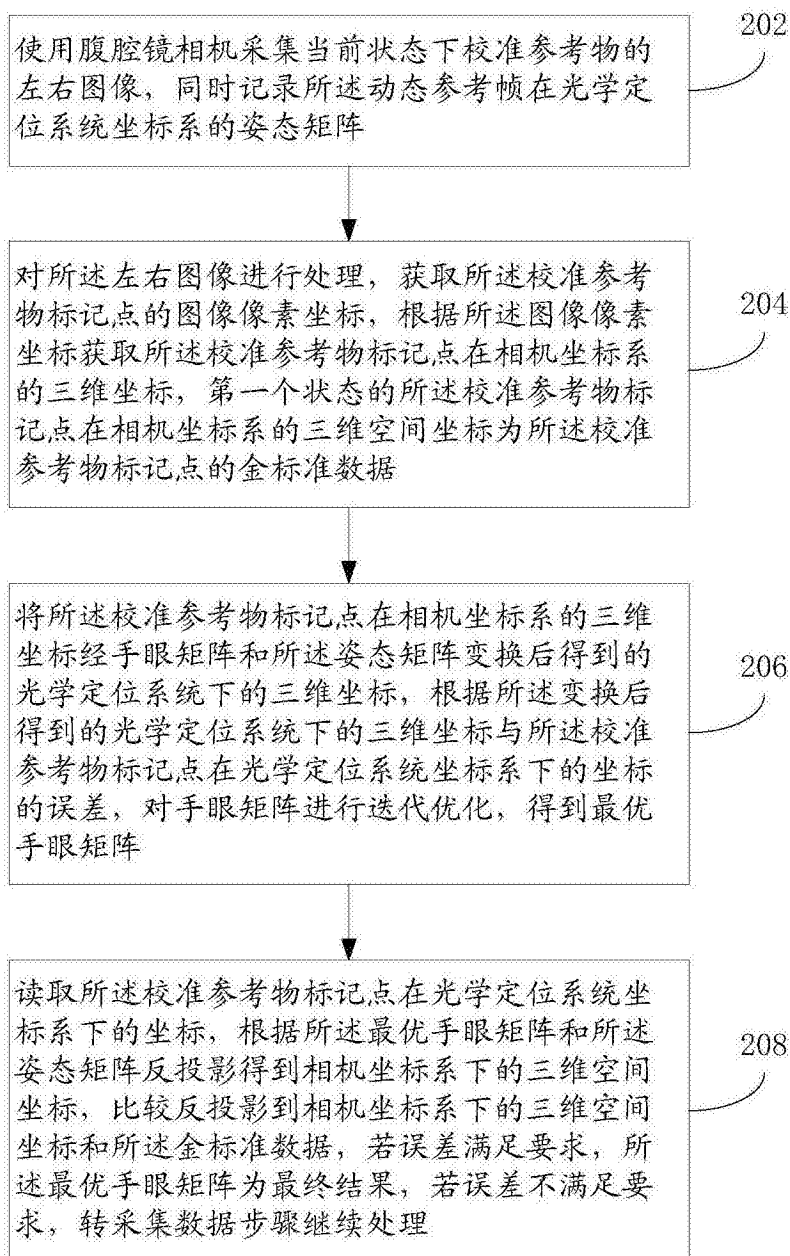 使用腹腔镜相机采集当前状态下校准参考物的
左右图像，同时记录所述动态参考帧在光学定
位系统坐标系的姿态矩阵
202
对所述左右图像进行处理，获取所述校准参考
物标记点的图像像素坐标，根据所述图像像素
坐标获取所述校准参考物标记点在相机坐标系
的三维坐标，第一个状态的所述校准参考物标
记点在相机坐标系的三维空间坐标为所述校准
参考物标记点的金标准数据
204
将所述校准参考物标记点在相机坐标系的三维
坐标经手眼矩阵和所述姿态矩阵变换后得到的
光学定位系统下的三维坐标，根据所述变换后
得到的光学定位系统下的三维坐标与所述校准
参考物标记点在光学定位系统坐标系下的坐标
的误差，对手眼矩阵进行迭代优化，得到最优
手眼矩阵
206
读取所述校准参考物标记点在光学定位系统坐
标系下的坐标，根据所述最优手眼矩阵和所述
姿态矩阵反投影得到相机坐标系下的三维空间
坐标，比较反投影到相机坐标系下的三维空间
坐标和所述金标准数据，若误差满足要求，所
述最优手眼矩阵为最终结果，若误差不满足要
求，转采集数据步骤继续处理
208